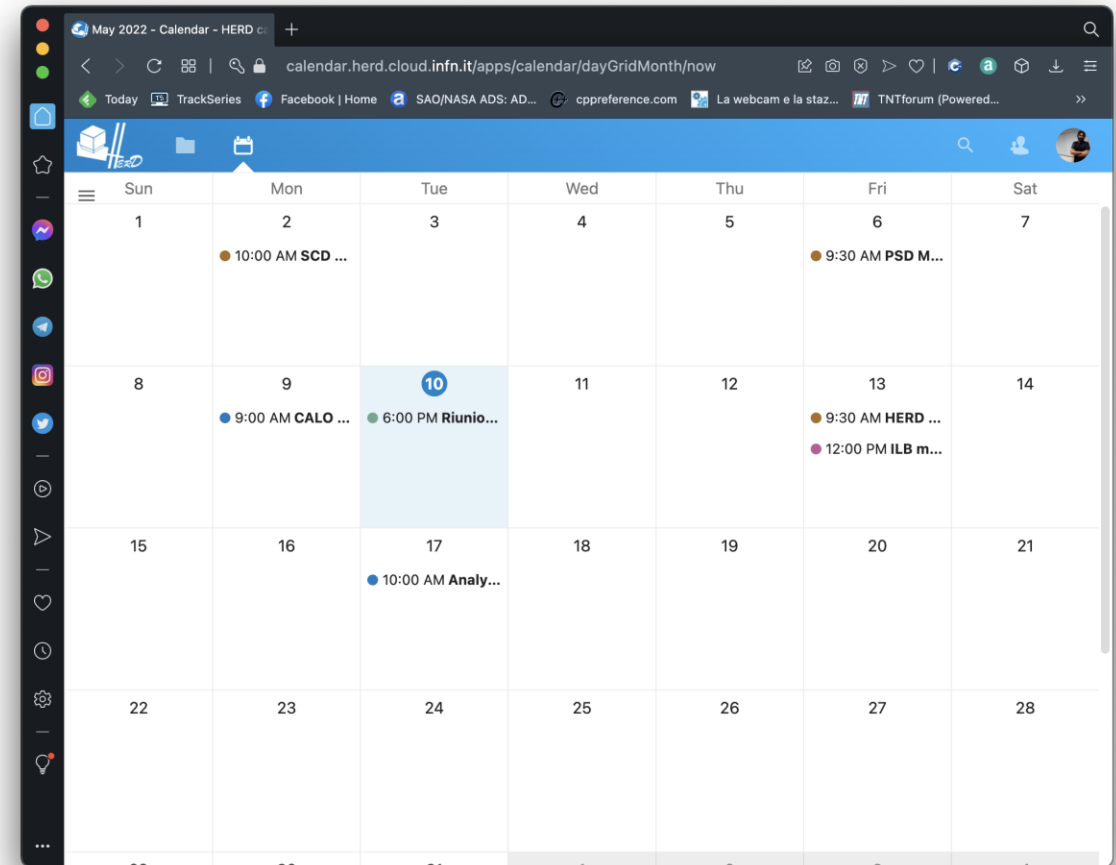 May 2022 - Calendar - HERD ca
calendar.herd.cloud.infn.it/apps/calendar/dayGridMonth/now
Today TrackSeries Facebook | Home SAO/NASA ADS: AD... cppreference.com La webcam e la staz... TNTforum (Powered...
HERD
Sun Mon Tue Wed Thu Fri Sat
1 2 3 4 5 6 7
10:00 AM SCD ... 9:30 AM PSD M...
8 9 10 11 12 13 14
9:00 AM CALO ... 6:00 PM Riunio... 9:30 AM HERD ...
12:00 PM ILB m...
15 16 17 18 19 20 21
10:00 AM Analy...
22 23 24 25 26 27 28